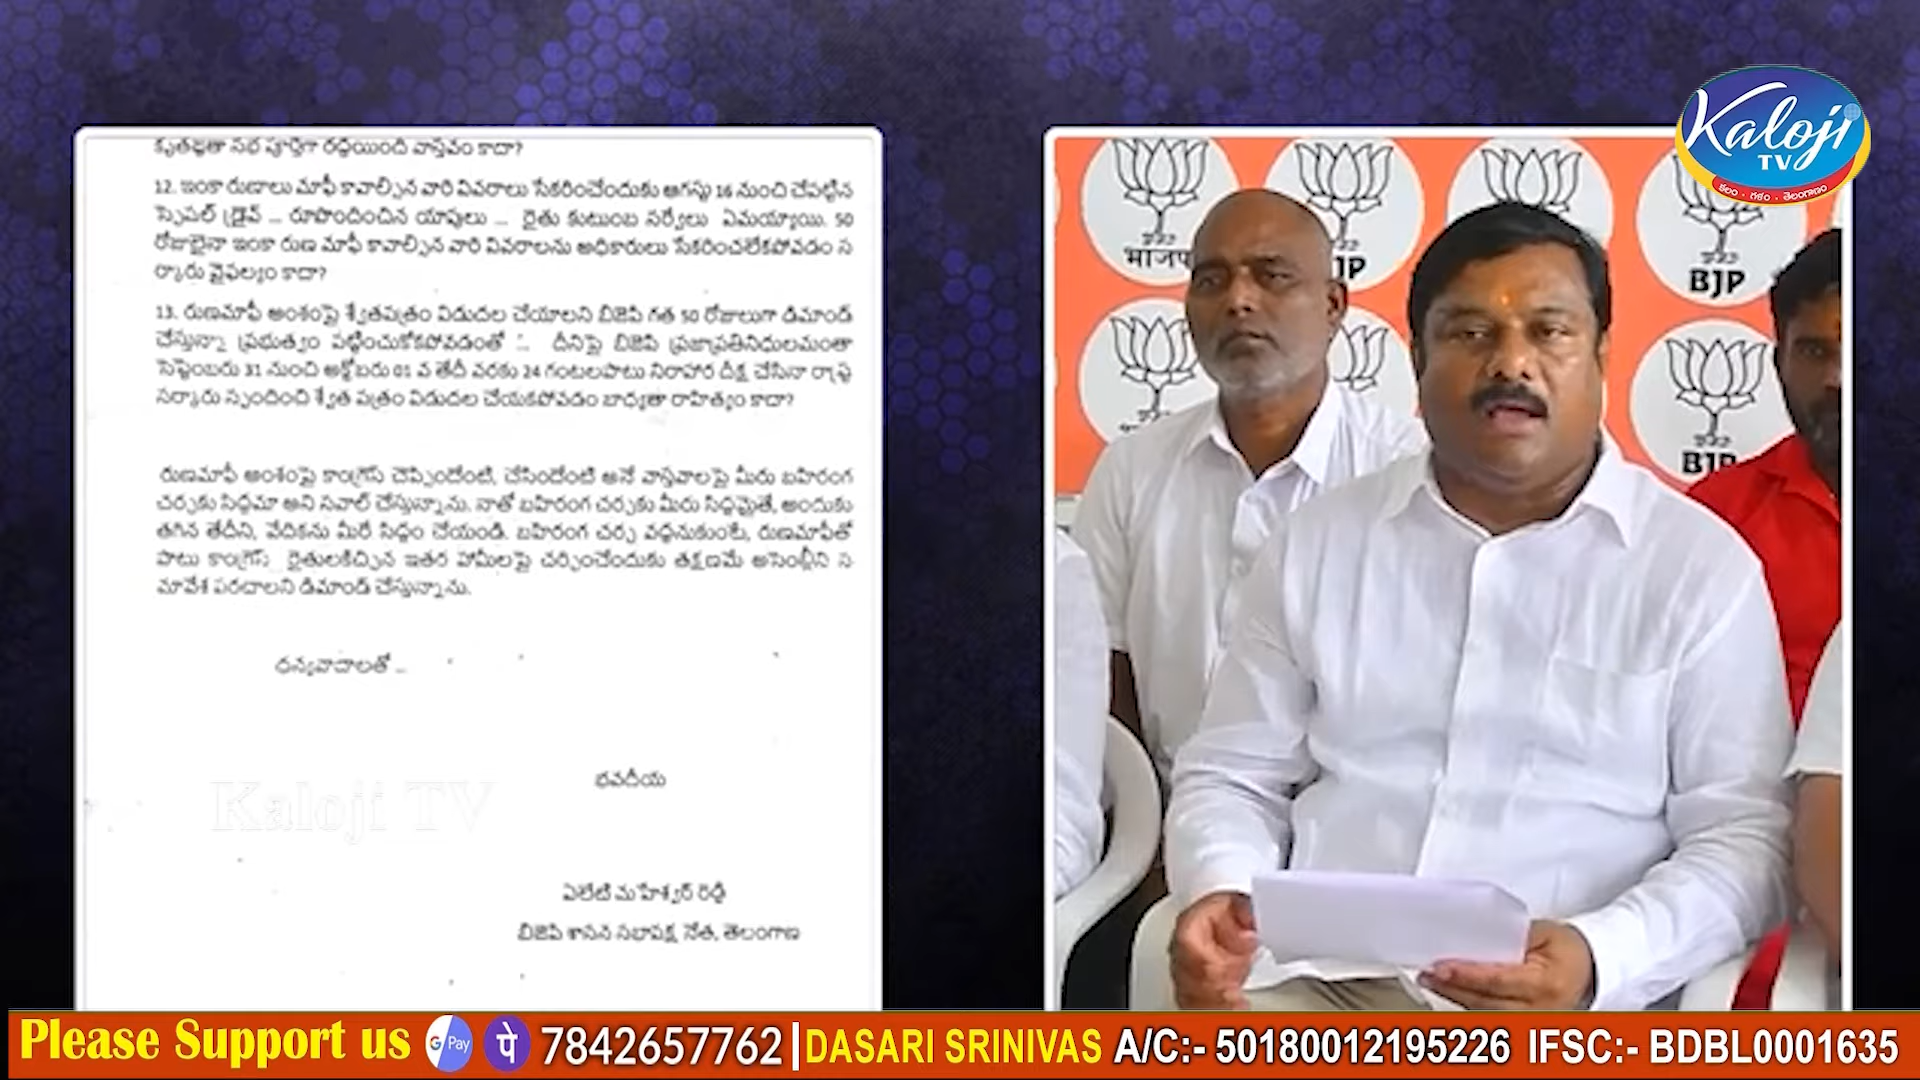 కృతజ్ఞతా సభ పూర్తిగా రద్దయింది వాస్తవం కాదా?
12. ఇంకా రుణాలు మాఫీ కావాల్సిన వారి వివరాలు సేకరించేందుకు ఆగస్టు 16 నుంచి చేపట్టిన
స్పెషల్ డ్రైవ్ ... రూపొందించిన యాపులు ... రైతు కుటుంబ సర్వేలు ఏమయ్యాయి. 50
రోజులైనా ఇంకా రుణ మాఫీ కావాల్సిన వారి వివరాలను అధికారులు సేకరించలేకపోవడం స
ర్కారు వైఫల్యం కాదా?
13. రుణమాఫీ అంశంపై శ్వేతపత్రం విడుదల చేయాలని బీజెపి గత 50 రోజులుగా డిమాండ్
చేస్తున్నా ప్రభుత్వం పట్టించుకోకపోవడంతో ... దీనిపై బిజెపి ప్రజాప్రతినిధులమంతా
సెప్టెంబరు 31 నుంచి అక్టోబరు 01 వ తేదీ వరకు 24 గంటలపాటు నిరాహార దీక్ష చేసినా రాష్ట్ర
సర్కారు స్పందించి శ్వేత పత్రం విడుదల చేయకపోవడం బాధ్యతా రాహిత్యం కాదా?
రుణమాఫీ అంశంపై కాంగ్రెస్ చెప్పిందేంటి, చేసిందేంటి అనే వాస్తవాలపై మీరు బహిరంగ
చర్చకు సిద్ధమా అని సవాల్ చేస్తున్నాను. నాతో బహిరంగ చర్చకు మీరు సిద్ధమైతే, అందుకు
తగిన తేదీని, వేదికను మీరే సిద్ధం చేయండి. బహిరంగ చర్చ వద్దనుకుంటే, రుణమాఫీతో
పాటు కాంగ్రెస్ రైతులకిచ్చిన ఇతర హామీలపై చర్చించేందుకు తక్షణమే అసెంబ్లీని స
మావేశ పరచాలని డిమాండ్ చేస్తున్నాను.
ధన్యవాదాలతో ...
భవదీయ
Kaloji TV
ఏలేటి మహేశ్వర్ రెడ్డి
బీజెపి శాసన సభాపక్ష నేత, తెలంగాణ
Kaloji
TV
కలం · గళం · తెలంగాణం
भाजपा
BJP
BJP
BJP
Please Support us G Pay पे 7842657762 | DASARI SRINIVAS A/C:- 50180012195226 IFSC:- BDBL0001635